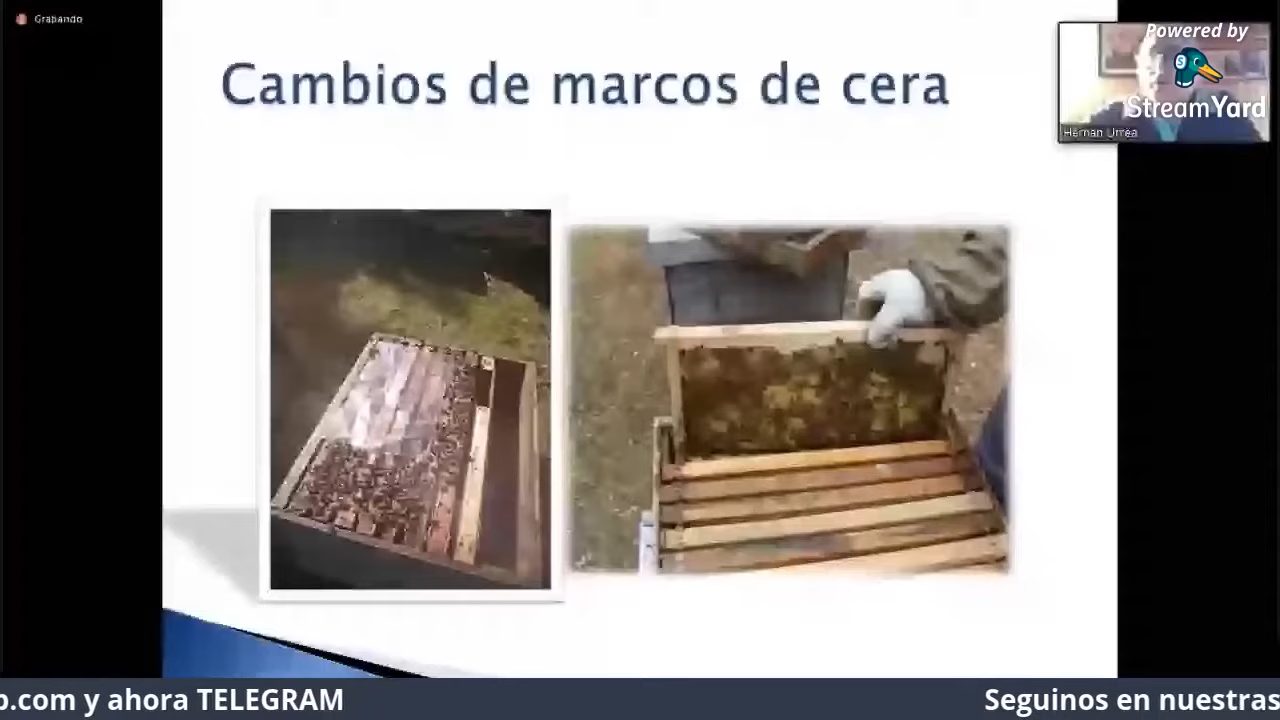 Grabando
Cambios de marcos de cera
Powered by
StreamYard
Hernan Urrea
o.com y ahora TELEGRAM
Seguinos en nuestras